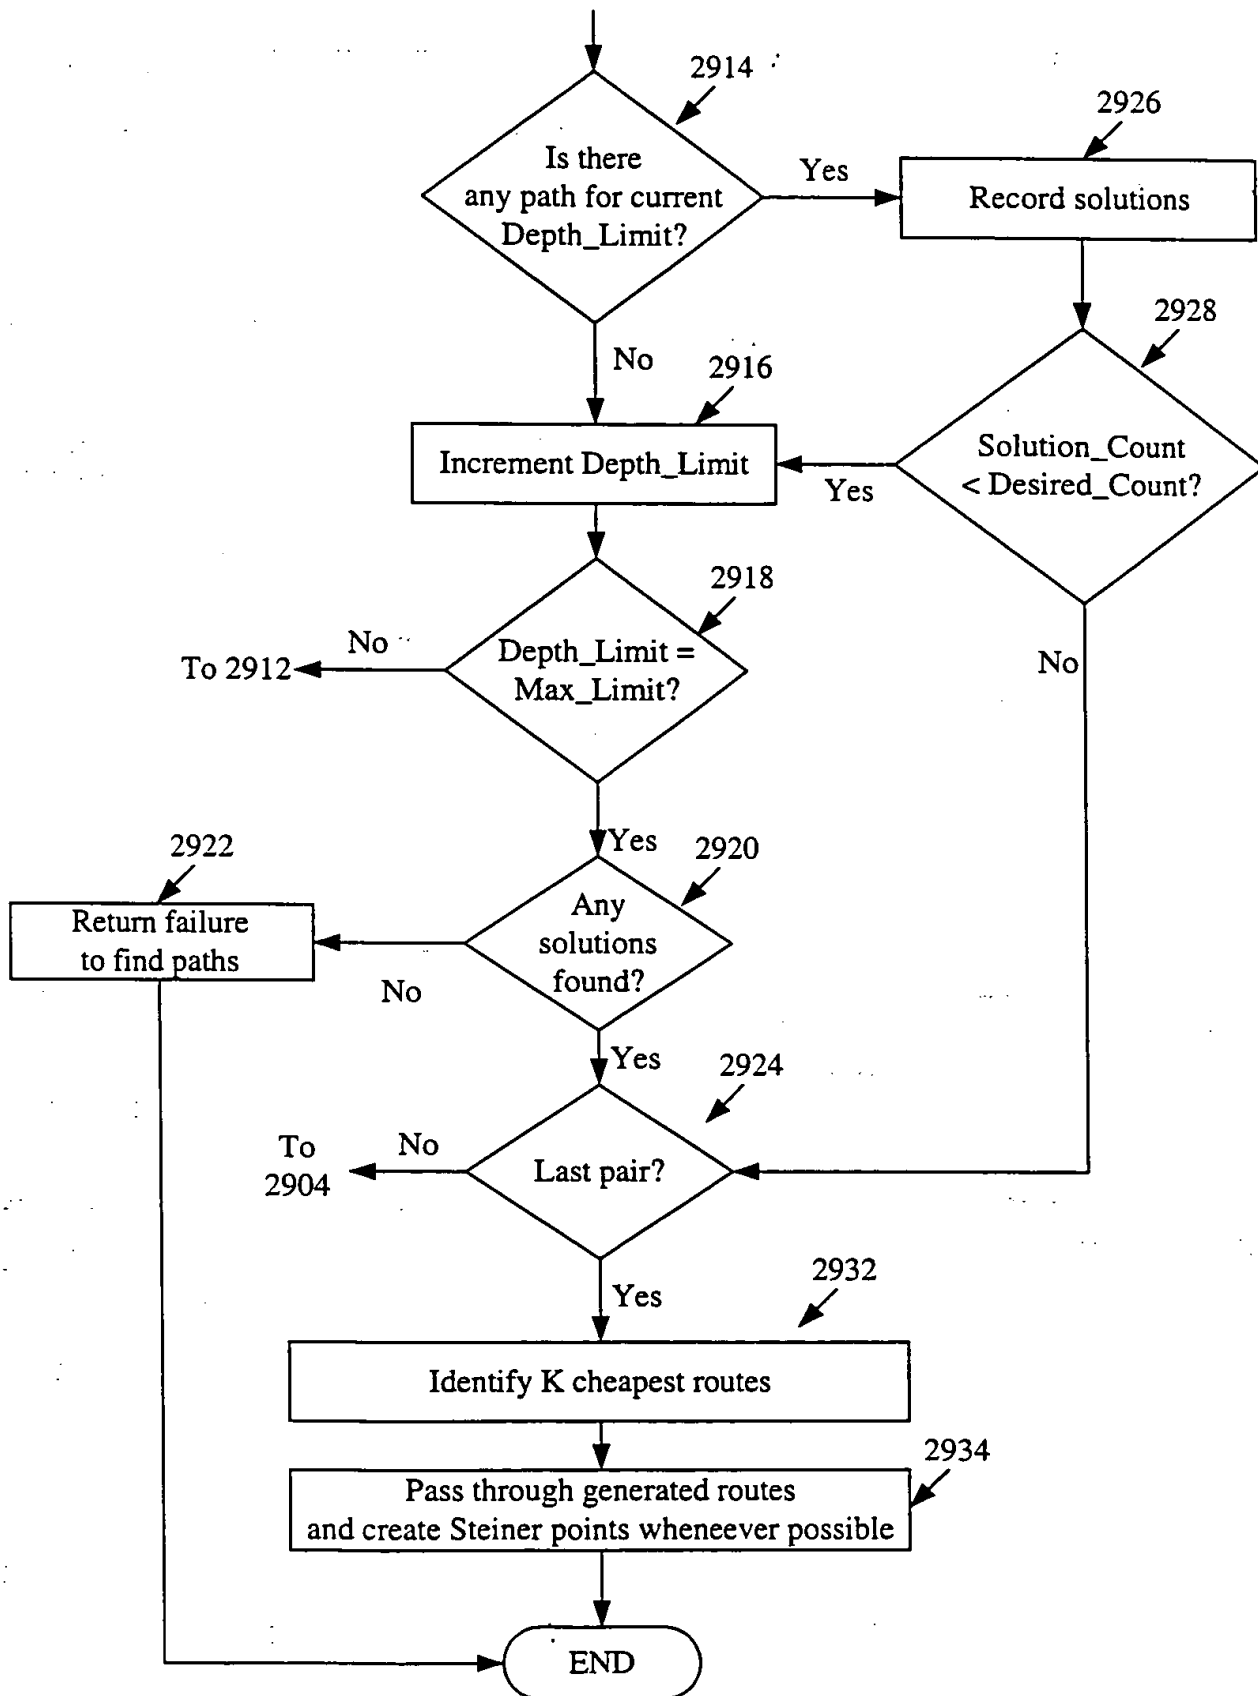 2914
Is there
any path for current
Depth_Limit?
Yes
2926
Record solutions
No
2916
Increment Depth_Limit
2928
Solution_Count
< Desired_Count?
Yes
2918
Depth_Limit =
Max_Limit?
No
To 2912
No
Yes
2920
Any
solutions
found?
2922
Return failure
to find paths
No
Yes
2924
Last pair?
No
To
2904
Yes
2932
Identify K cheapest routes
2934
Pass through generated routes
and create Steiner points wheneever possible
END